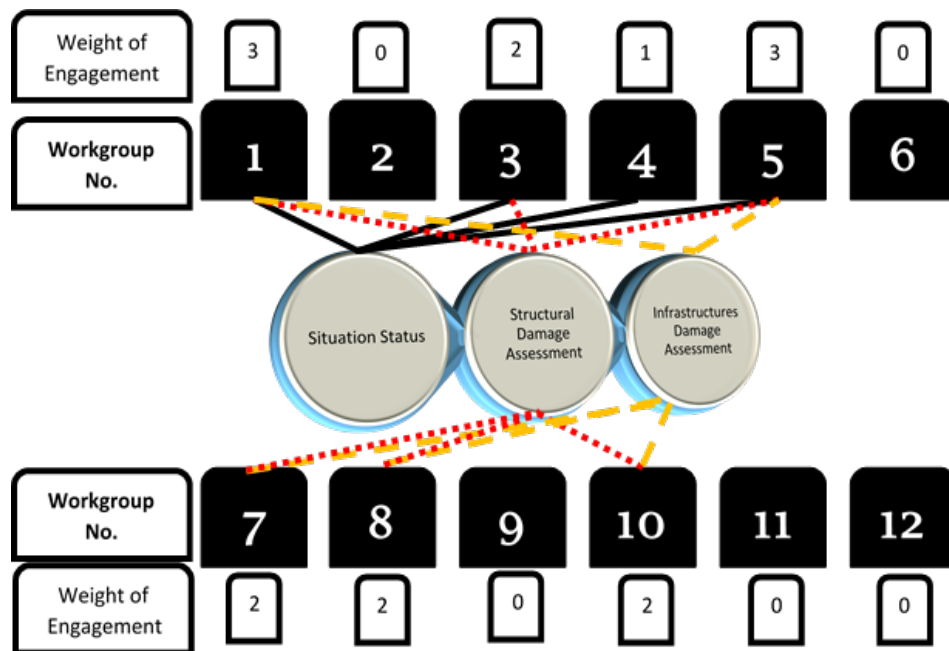 Weight of
Engagement
3 0 2 1 3 0
Workgroup
No.
1 2 3 4 5 6
Situation Status
Structural
Damage
Assessment
Infrastructures
Damage
Assessment
Workgroup
No.
7 8 9 10 11 12
Weight of
Engagement
2 2 0 2 0 0